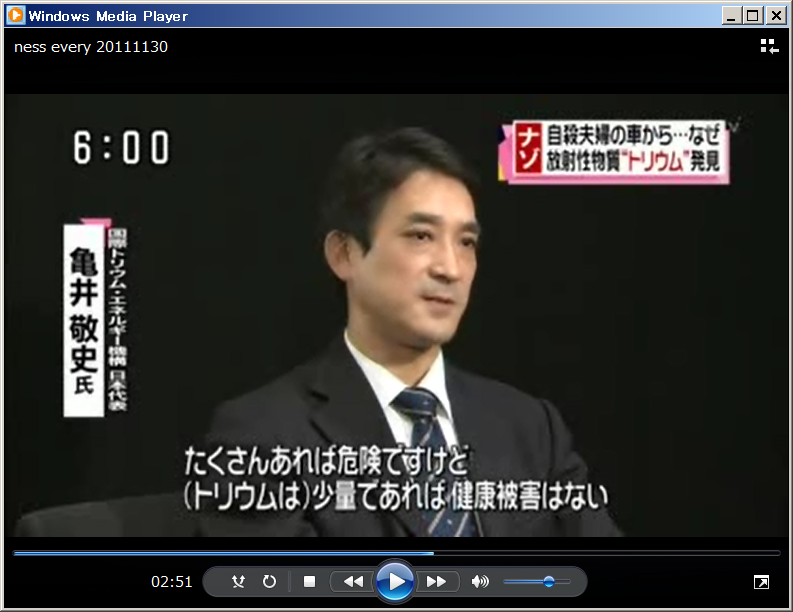 Windows Media Player
ness every 20111130
6:00
ナゾ
自殺夫婦の車から…なぜ
放射性物質“トリウム”発見
国際トリウム・エネルギー機構 日本代表
亀井 敬史氏
たくさんあれば危険ですけど
(トリウムは)少量であれば健康被害はない
02:51